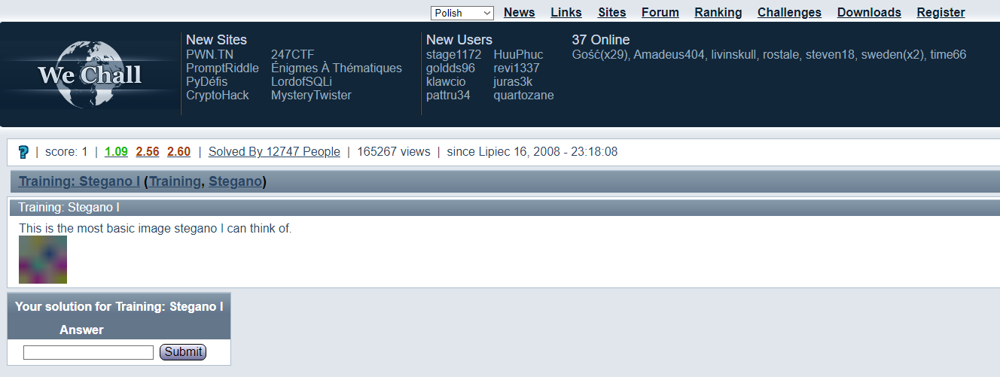 Polish News Links Sites Forum Ranking Challenges Downloads Register
We Chall
New Sites
PWN.TN 247CTF
PromptRiddle Énigmes À Thématiques
PyDéfis LordofSQLi
CryptoHack MysteryTwister
New Users
stage1172 HuuPhuc
goldds96 revi1337
klawcio juras3k
pattru34 quartozane
37 Online
Gość(x29), Amadeus404, livinskull, rostale, steven18, sweden(x2), time66
? | score: 1 | 1.09 2.56 2.60 | Solved By 12747 People | 165267 views | since Lipiec 16, 2008 - 23:18:08
Training: Stegano I (Training, Stegano)
Training: Stegano I
This is the most basic image stegano I can think of.
Your solution for Training: Stegano I
Answer
Submit